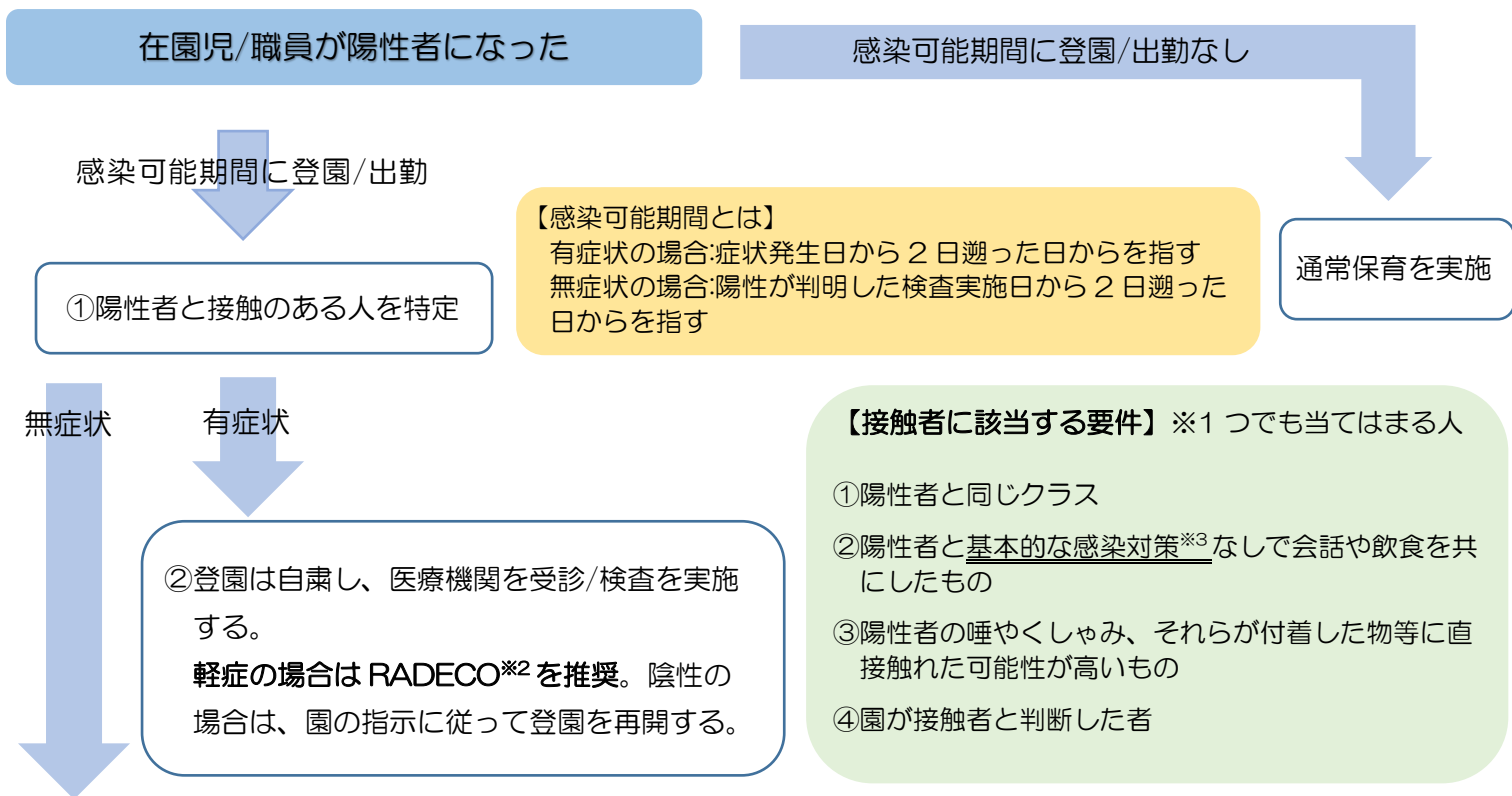 在園児/職員が陽性者になった
感染可能期間に登園/出勤なし
感染可能期間に登園/出勤
【感染可能期間とは】
有症状の場合:症状発生日から 2 日遡った日からを指す
無症状の場合:陽性が判明した検査実施日から 2 日遡った
日からを指す
通常保育を実施
①陽性者と接触のある人を特定
無症状
有症状
【接触者に該当する要件】※1 つでも当てはまる人
①陽性者と同じクラス
②陽性者と基本的な感染対策※3なしで会話や飲食を共
にしたもの
③陽性者の唾やくしゃみ、それらが付着した物等に直
接触れた可能性が高いもの
④園が接触者と判断した者
②登園は自粛し、医療機関を受診/検査を実施
する。
軽症の場合は RADECO※2 を推奨。陰性の
場合は、園の指示に従って登園を再開する。